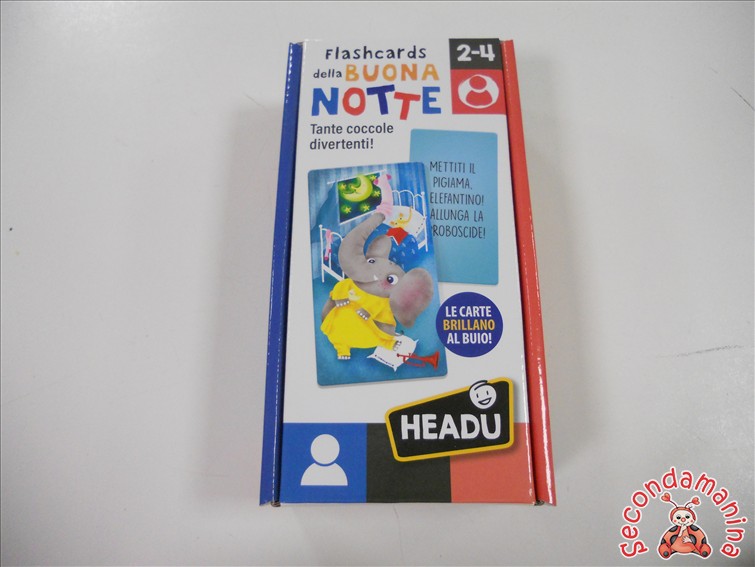 Flashcards
della BUONA
NOTTE
Tante coccole
divertenti!
2-4
METTITI IL
PIGIAMA,
ELEFANTINO!
ALLUNGA LA
PROBOSCIDE!
LE CARTE
BRILLANO
AL BUIO!
HEADU
Secondamanina